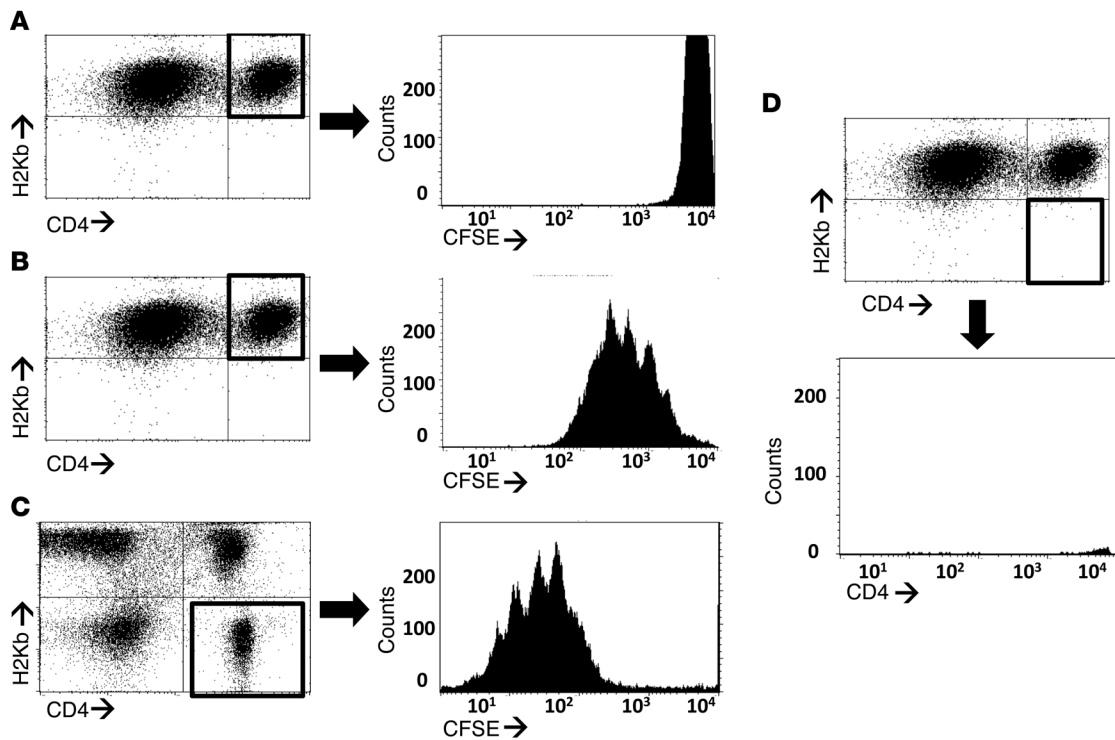 A
H2Kb →
CD4 →
200
100
0
Counts
10¹ 10² 10³ 10⁴
CFSE →
B
H2Kb →
CD4 →
200
100
0
Counts
10¹ 10² 10³ 10⁴
CFSE →
C
H2Kb →
CD4 →
200
100
0
Counts
10¹ 10² 10³ 10⁴
CFSE →
D
H2Kb →
CD4 →
200
100
0
Counts
10¹ 10² 10³ 10⁴
CD4 →